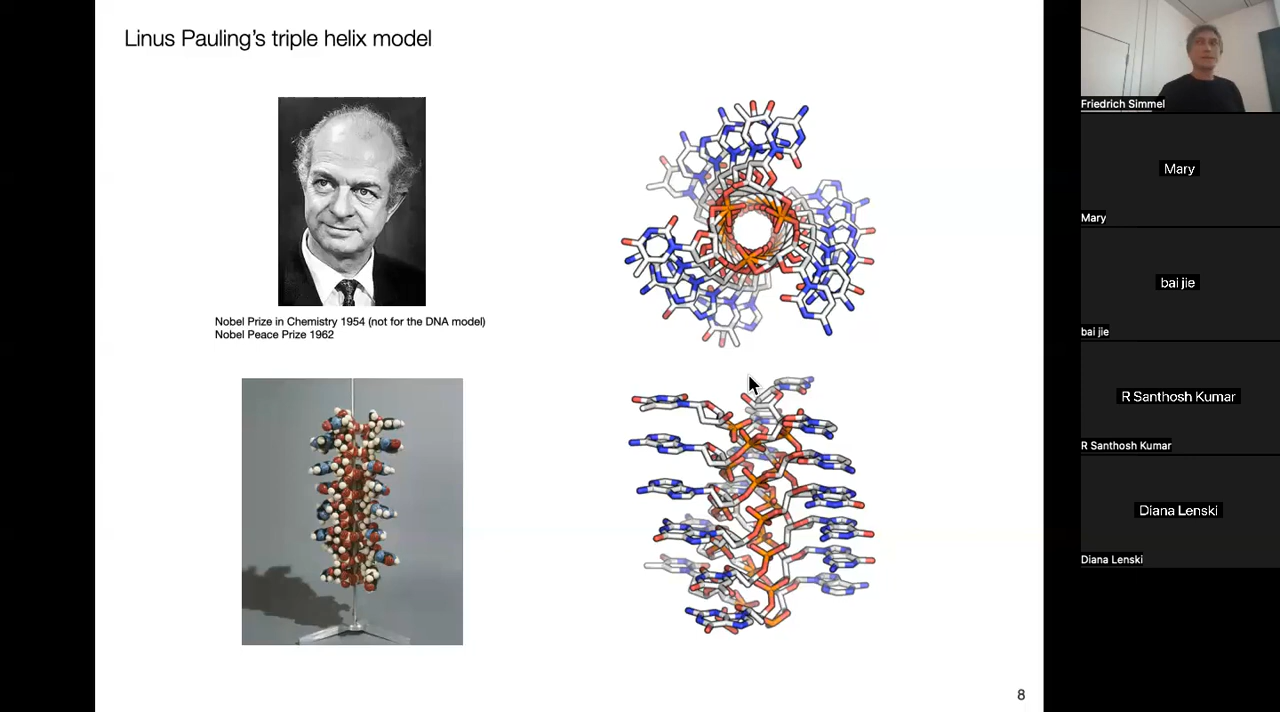 Linus Pauling's triple helix model
Nobel Prize in Chemistry 1954 (not for the DNA model)
Nobel Peace Prize 1962
8
Friedrich Simmel
Mary
Mary
bai jie
bai jie
R Santhosh Kumar
R Santhosh Kumar
Diana Lenski
Diana Lenski